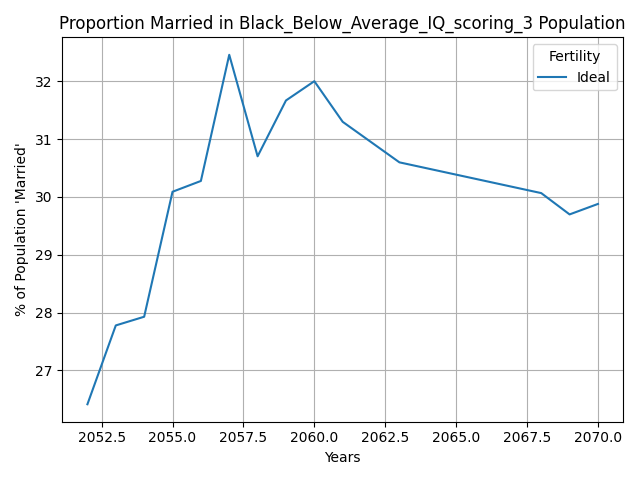 Proportion Married in Black_Below_Average_IQ_scoring_3 Population
Fertility
Ideal
% of Population 'Married'
32
31
30
29
28
27
2052.5 2055.0 2057.5 2060.0 2062.5 2065.0 2067.5 2070.0
Years